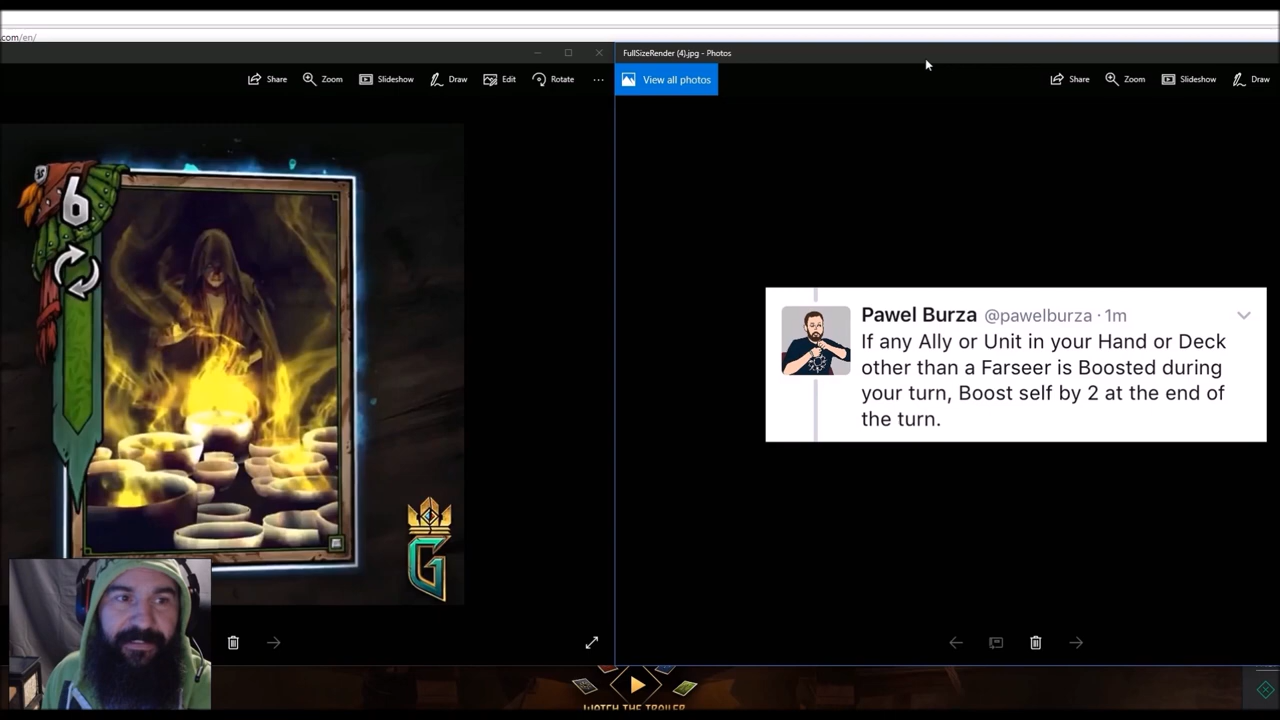 com/en/
FullSizeRender (4).jpg - Photos
Share
Zoom
Slideshow
Draw
Edit
Rotate
View all photos
Share
Zoom
Slideshow
Draw
6
Pawel Burza @pawelburza · 1m
If any Ally or Unit in your Hand or Deck
other than a Farseer is Boosted during
your turn, Boost self by 2 at the end of
the turn.
G
WATCH THE TRAILER